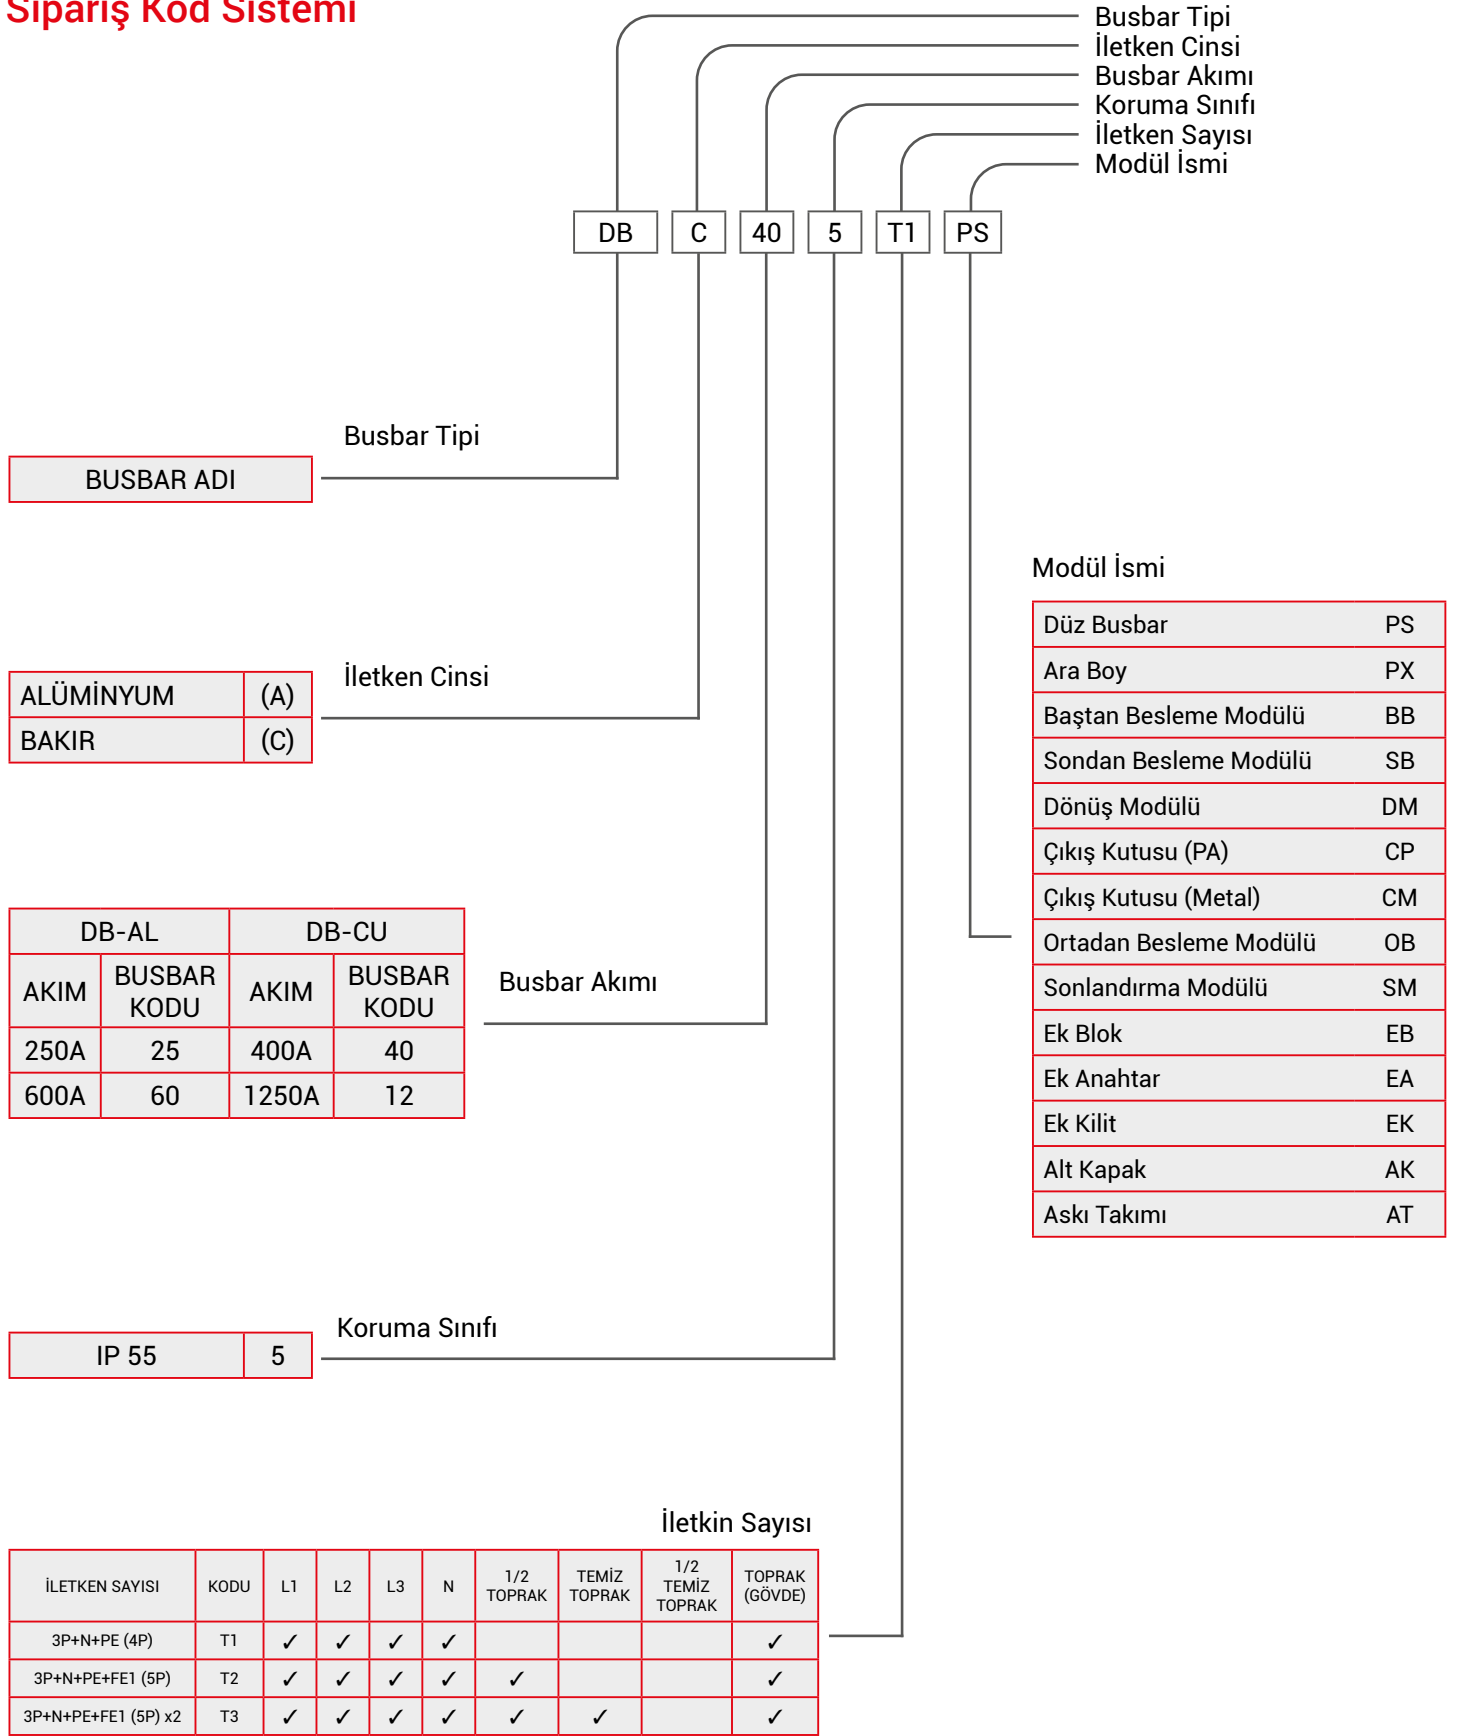 Sipariş Kod Sistemi
Busbar Tipi
İletken Cinsi
Busbar Akımı
Koruma Sınıfı
İletken Sayısı
Modül İsmi
DB C 40 5 T1 PS
Busbar Tipi
BUSBAR ADI
İletken Cinsi
ALÜMİNYUM (A)
BAKIR (C)
DB-AL DB-CU
AKIM BUSBAR KODU AKIM BUSBAR KODU
250A 25 400A 40
600A 60 1250A 12
Busbar Akımı
Modül İsmi
Düz Busbar PS
Ara Boy PX
Baştan Besleme Modülü BB
Sondan Besleme Modülü SB
Dönüş Modülü DM
Çıkış Kutusu (PA) CP
Çıkış Kutusu (Metal) CM
Ortadan Besleme Modülü OB
Sonlandırma Modülü SM
Ek Blok EB
Ek Anahtar EA
Ek Kilit EK
Alt Kapak AK
Askı Takımı AT
Koruma Sınıfı
IP 55 5
İletkin Sayısı
İLETKEN SAYISI KODU L1 L2 L3 N 1/2 TOPRAK TEMİZ TOPRAK 1/2 TEMİZ TOPRAK TOPRAK (GÖVDE)
3P+N+PE (4P) T1 ✓ ✓ ✓ ✓ ✓
3P+N+PE+FE1 (5P) T2 ✓ ✓ ✓ ✓ ✓ ✓
3P+N+PE+FE1 (5P) x2 T3 ✓ ✓ ✓ ✓ ✓ ✓ ✓